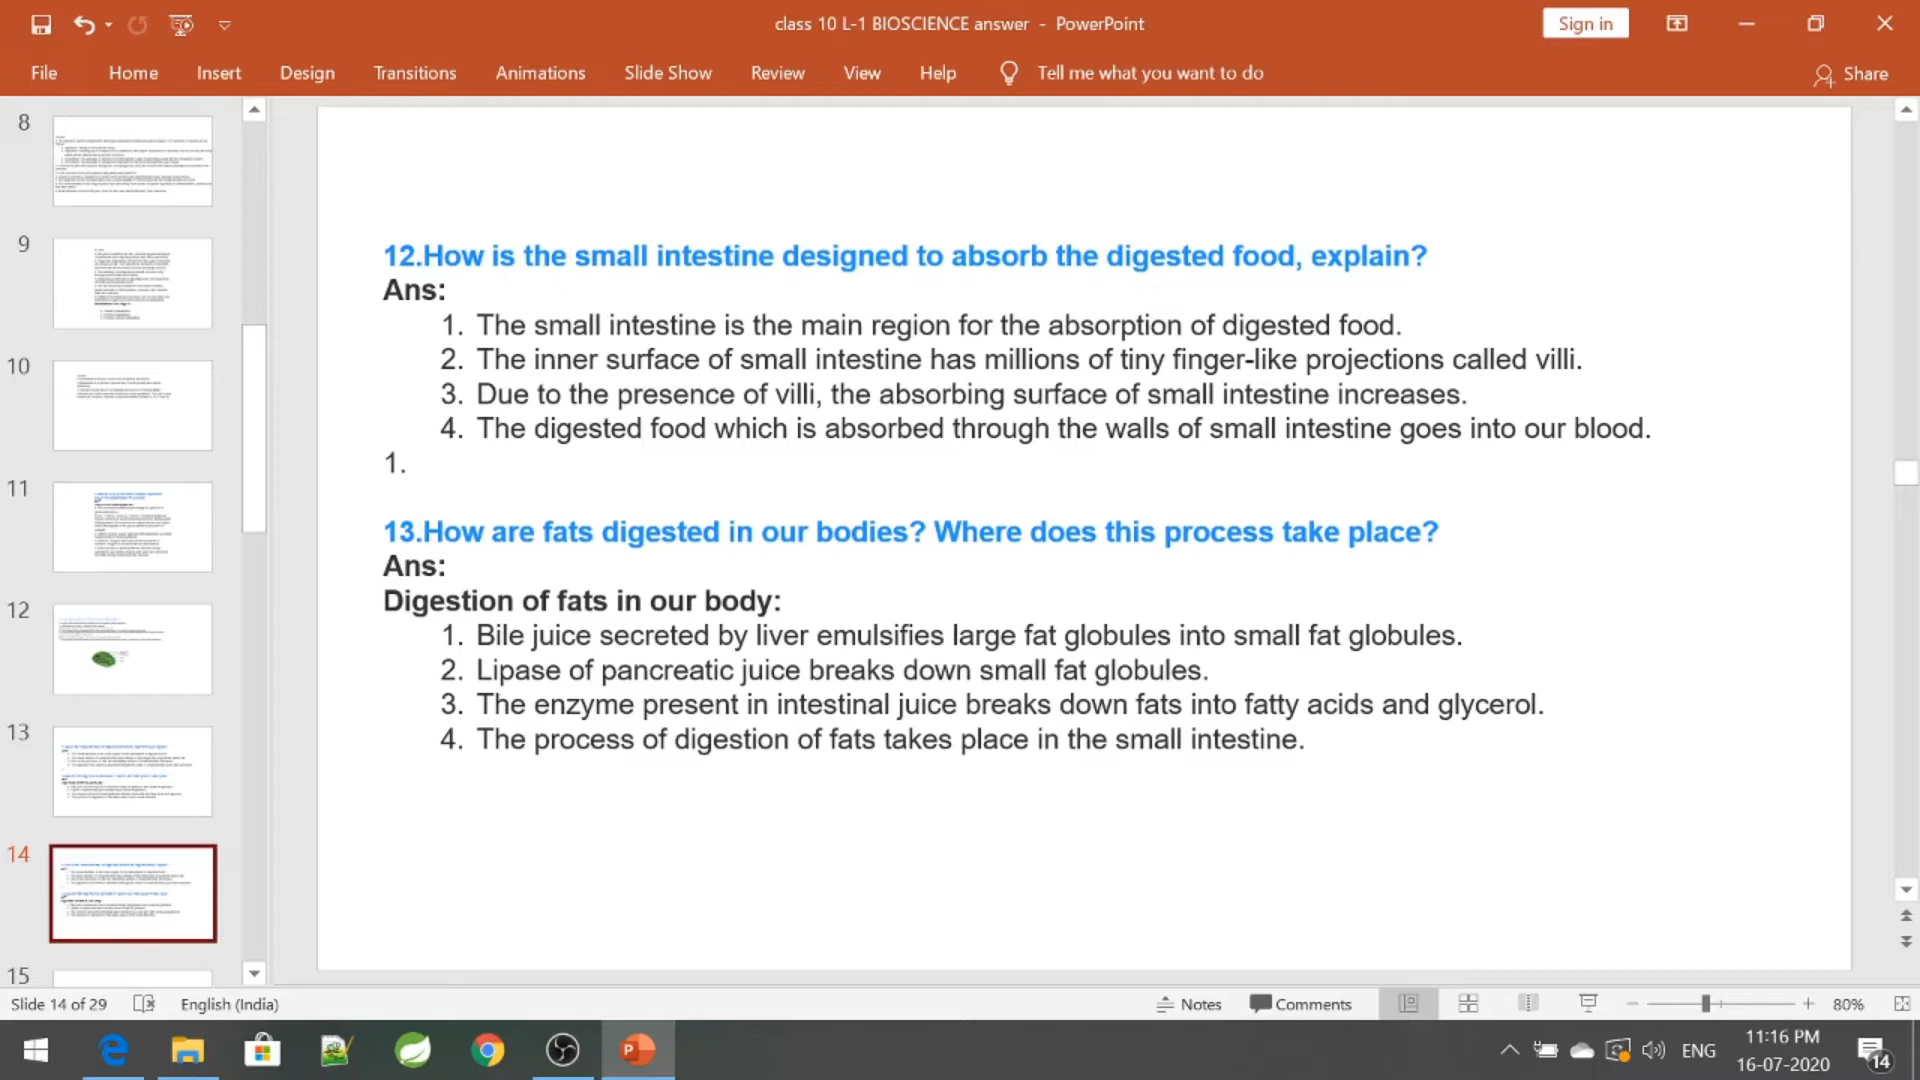 class 10 L-1 BIOSCIENCE answer - PowerPoint
Sign in
File Home Insert Design Transitions Animations Slide Show Review View Help Tell me what you want to do Share
8
9
10
11
12
13
14
15
12.How is the small intestine designed to absorb the digested food, explain?
Ans:
1. The small intestine is the main region for the absorption of digested food.
2. The inner surface of small intestine has millions of tiny finger-like projections called villi.
3. Due to the presence of villi, the absorbing surface of small intestine increases.
4. The digested food which is absorbed through the walls of small intestine goes into our blood.
1.
13.How are fats digested in our bodies? Where does this process take place?
Ans:
Digestion of fats in our body:
1. Bile juice secreted by liver emulsifies large fat globules into small fat globules.
2. Lipase of pancreatic juice breaks down small fat globules.
3. The enzyme present in intestinal juice breaks down fats into fatty acids and glycerol.
4. The process of digestion of fats takes place in the small intestine.
Slide 14 of 29 English (India) Notes Comments 80%
ENG
11:16 PM
16-07-2020
14